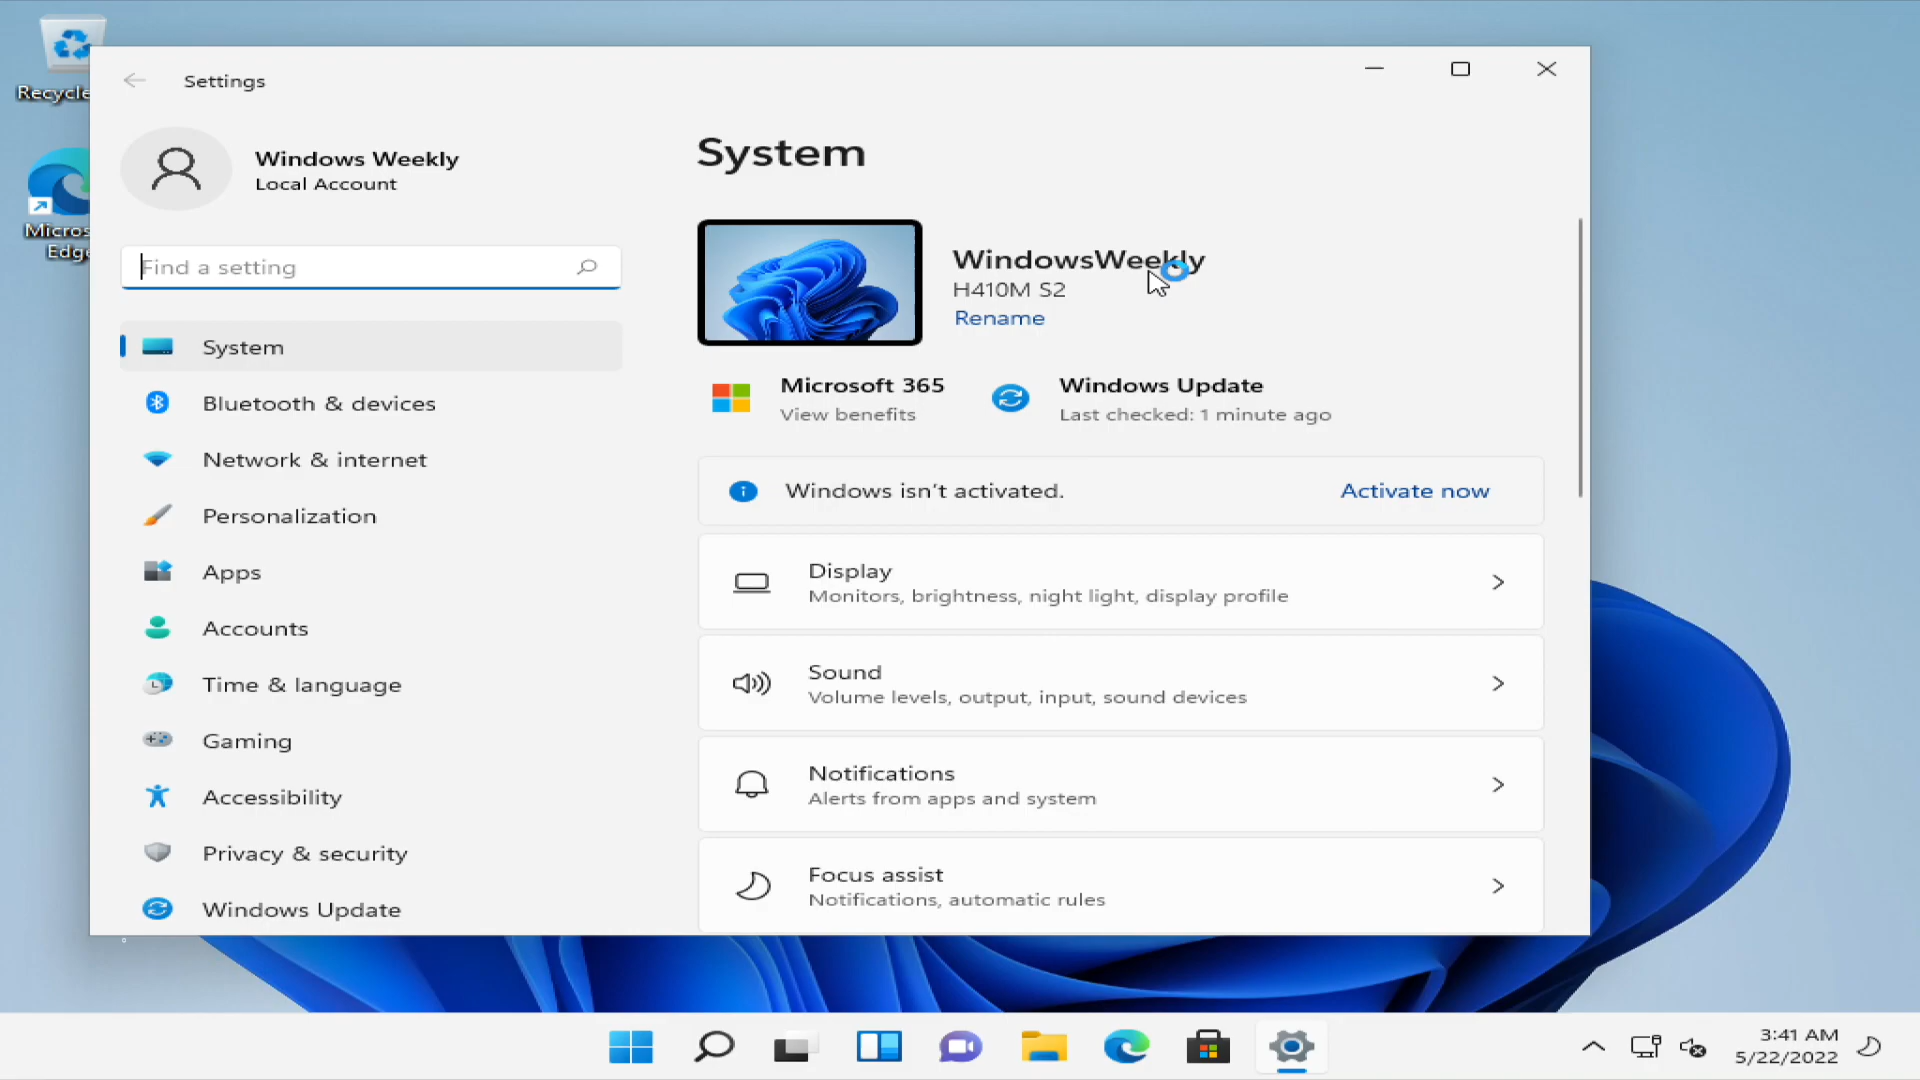 Recycle
Micros
Edge
Settings
Windows Weekly
Local Account
Find a setting
System
Bluetooth & devices
Network & internet
Personalization
Apps
Accounts
Time & language
Gaming
Accessibility
Privacy & security
Windows Update
System
WindowsWeekly
H410M S2
Rename
Microsoft 365
View benefits
Windows Update
Last checked: 1 minute ago
Windows isn't activated.
Activate now
Display
Monitors, brightness, night light, display profile
Sound
Volume levels, output, input, sound devices
Notifications
Alerts from apps and system
Focus assist
Notifications, automatic rules
3:41 AM
5/22/2022